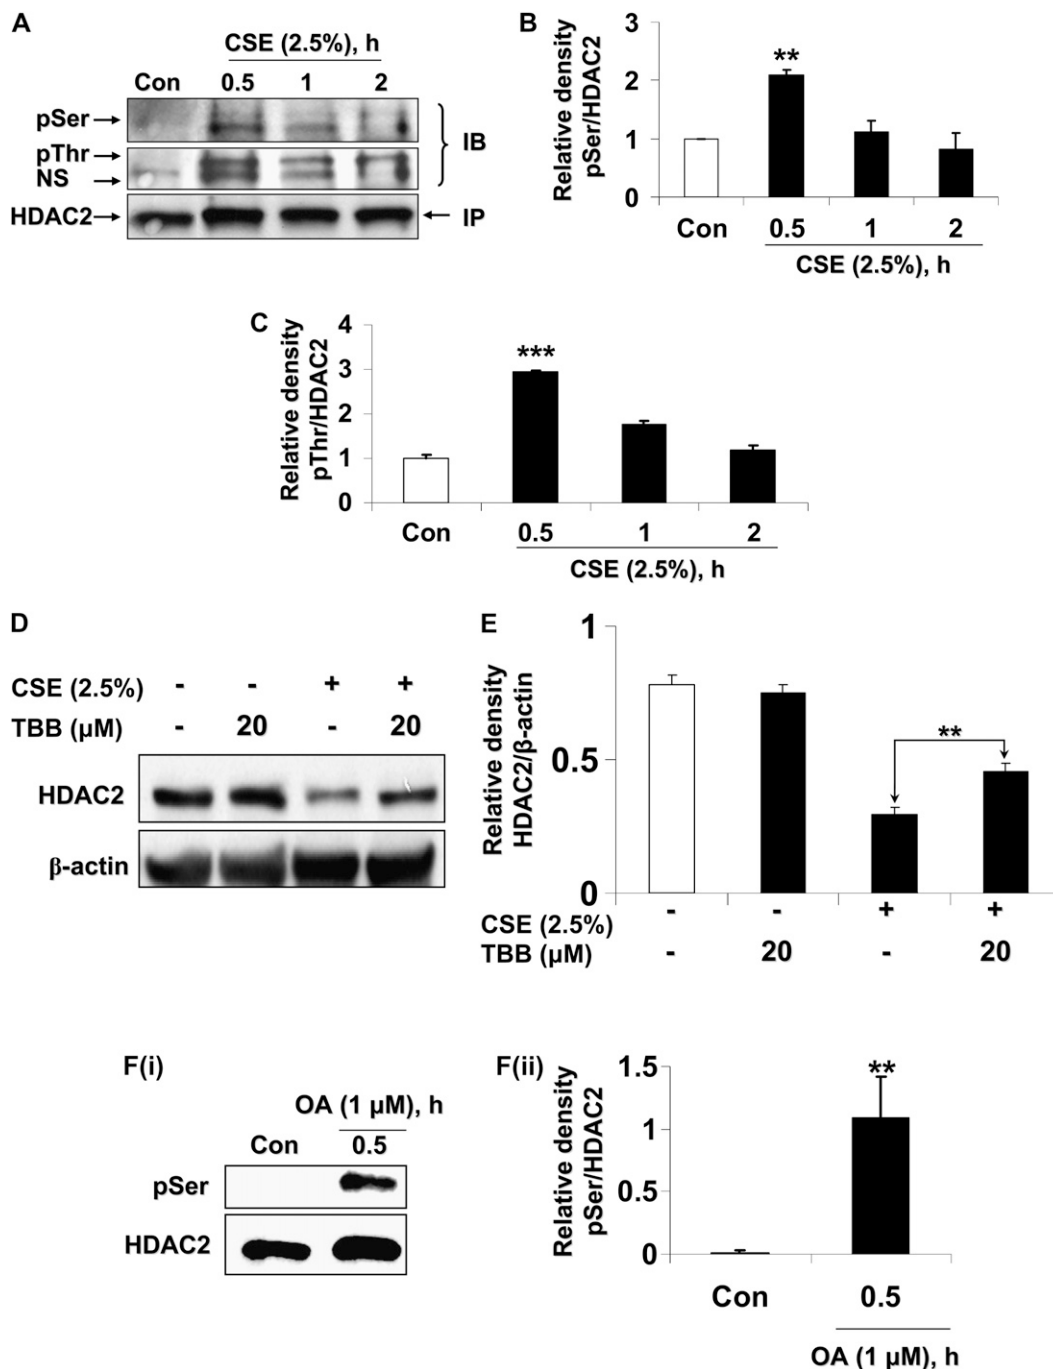 A
CSE (2.5%), h
Con 0.5 1 2
pSer
pThr
NS
IB
HDAC2
IP
B
Relative density
pSer/HDAC2
3
2
1
0
**
Con 0.5 1 2
CSE (2.5%), h
C
Relative density
pThr/HDAC2
4
3
2
1
0
***
Con 0.5 1 2
CSE (2.5%), h
D
CSE (2.5%) - - + +
TBB (µM) - 20 - 20
HDAC2
β-actin
E
Relative density
HDAC2/β-actin
1
0.5
0
**
CSE (2.5%) - - + +
TBB (µM) - 20 - 20
F(i)
OA (1 µM), h
Con 0.5
pSer
HDAC2
F(ii)
Relative density
pSer/HDAC2
1.5
1
0.5
0
**
Con 0.5
OA (1 µM), h